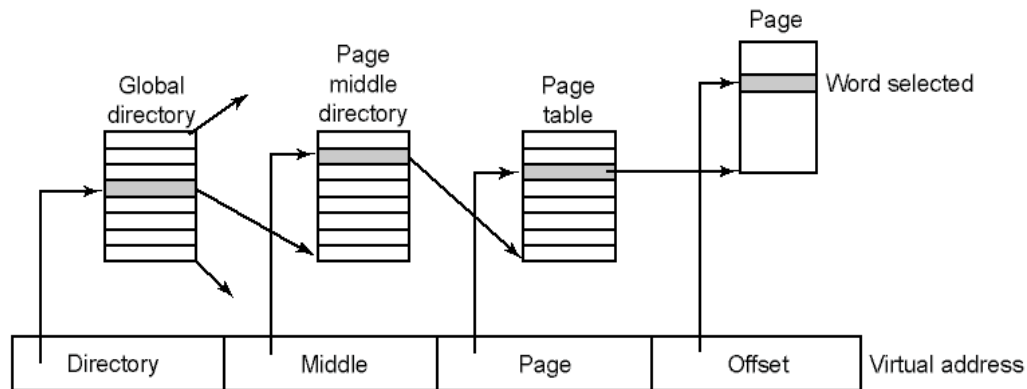 Page
Page
middle
directory
Global
directory
Page
table
Word selected
Directory
Middle
Page
Offset
Virtual address